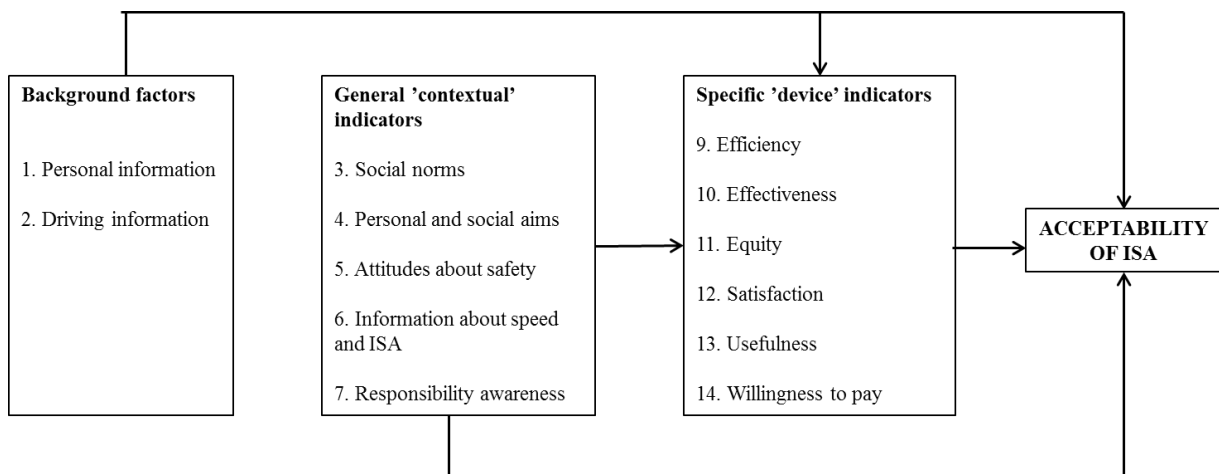 Background factors
1. Personal information
2. Driving information
General ’contextual’
indicators
3. Social norms
4. Personal and social aims
5. Attitudes about safety
6. Information about speed
and ISA
7. Responsibility awareness
Specific ’device’ indicators
9. Efficiency
10. Effectiveness
11. Equity
12. Satisfaction
13. Usefulness
14. Willingness to pay
ACCEPTABILITY
OF ISA